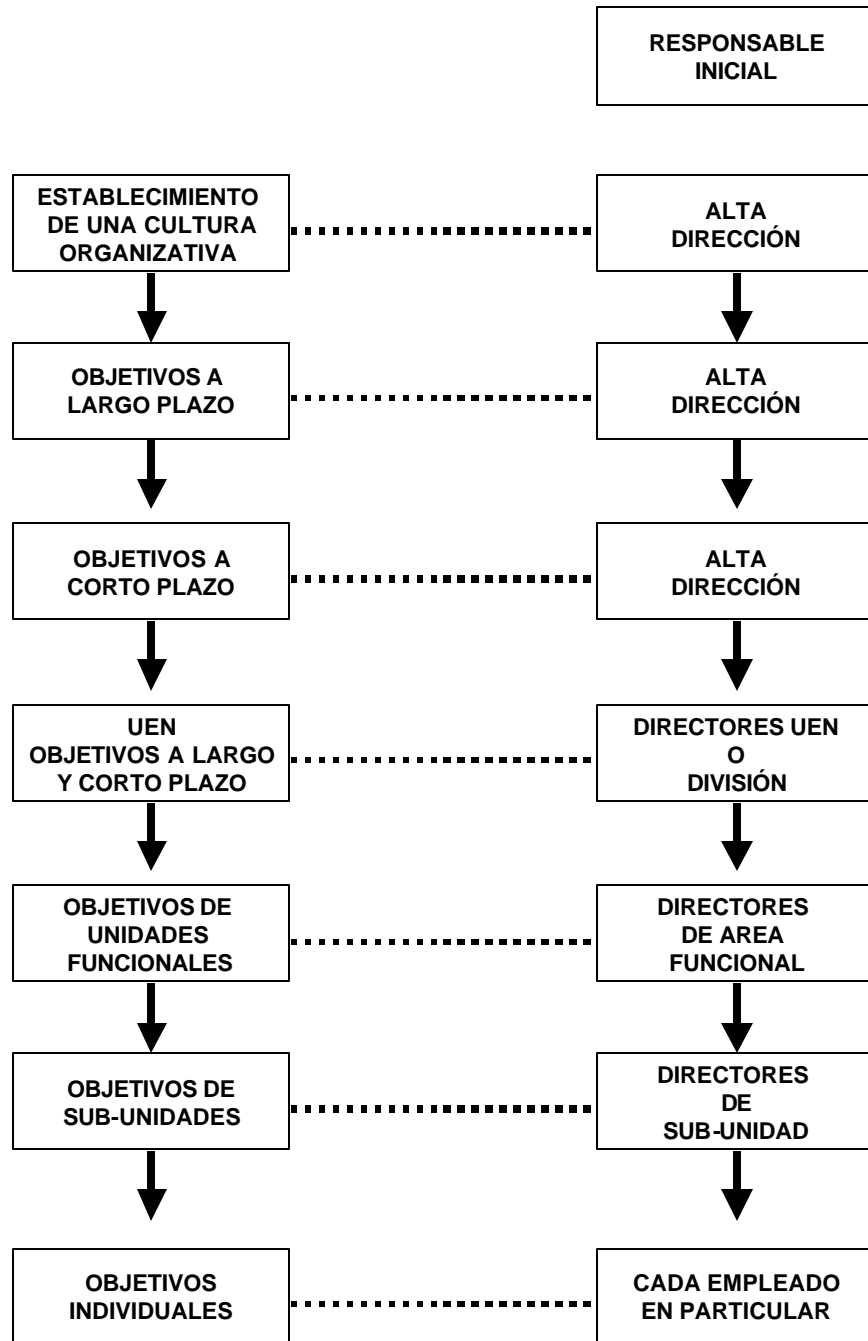 RESPONSABLE
INICIAL
ESTABLECIMIENTO
DE UNA CULTURA
ORGANIZATIVA
ALTA
DIRECCIÓN
OBJETIVOS A
LARGO PLAZO
ALTA
DIRECCIÓN
OBJETIVOS A
CORTO PLAZO
ALTA
DIRECCIÓN
UEN
OBJETIVOS A LARGO
Y CORTO PLAZO
DIRECTORES UEN
O
DIVISIÓN
OBJETIVOS DE
UNIDADES
FUNCIONALES
DIRECTORES
DE AREA
FUNCIONAL
OBJETIVOS DE
SUB-UNIDADES
DIRECTORES
DE
SUB-UNIDAD
OBJETIVOS
INDIVIDUALES
CADA EMPLEADO
EN PARTICULAR